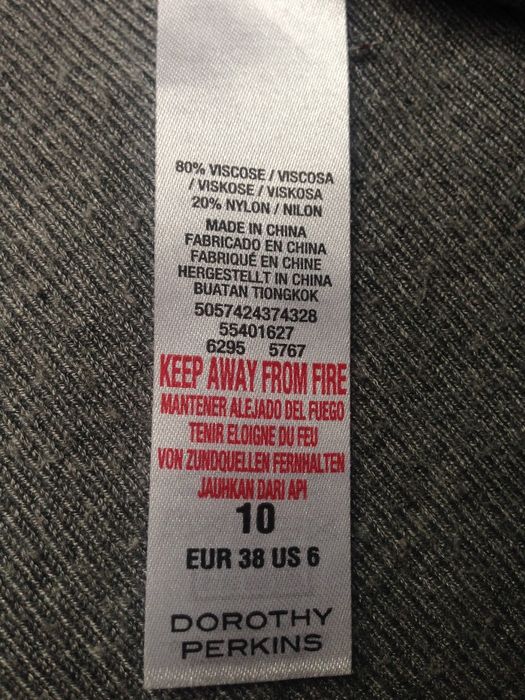 80% VISCOSE / VISCOSA
/ VISKOSE / VISKOSA
20% NYLON / NILON
MADE IN CHINA
FABRICADO EN CHINA
FABRIQUÉ EN CHINE
HERGESTELLT IN CHINA
BUATAN TIONGKOK
5057424374328
55401627
6295 5767
KEEP AWAY FROM FIRE
MANTENER ALEJADO DEL FUEGO
TENIR ELOIGNE DU FEU
VON ZUNDQUELLEN FERNHALTEN
JAUHKAN DARI API
10
EUR 38 US 6
DOROTHY
PERKINS